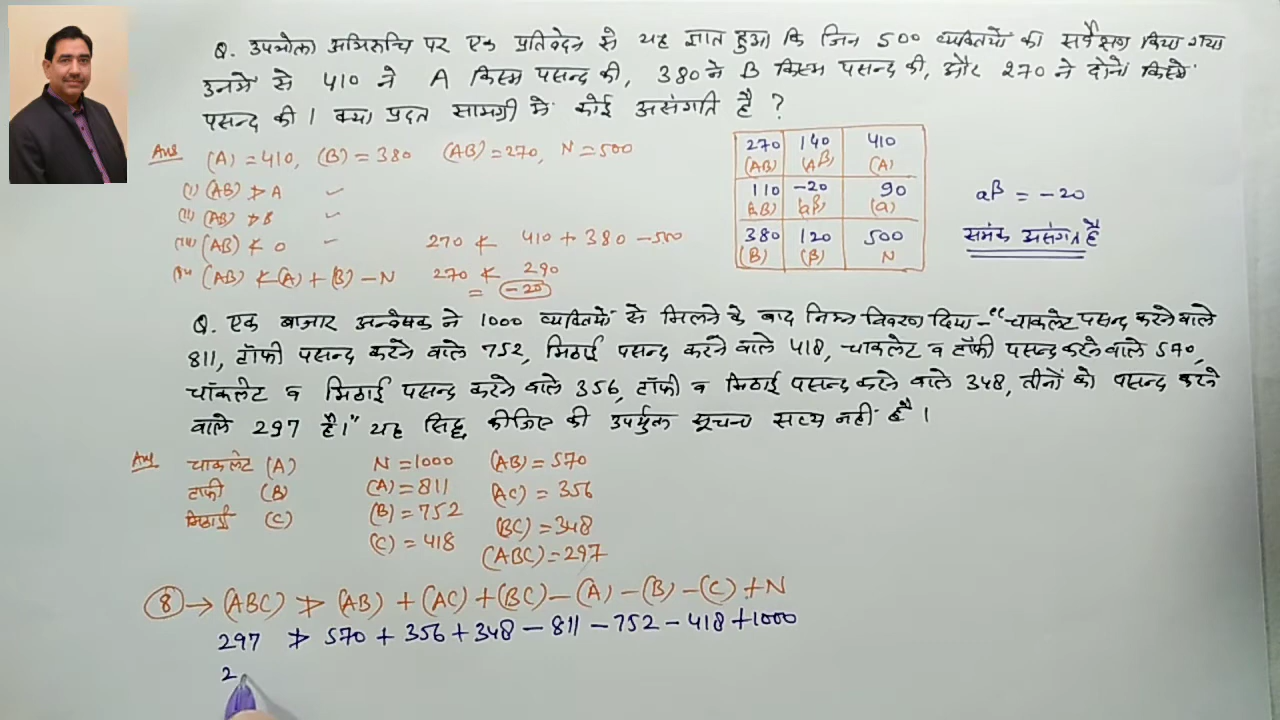 Q. उपभोक्ता अभिरुचि पर एक प्रतिवेदन से यह ज्ञात हुआ कि जिन 500 व्यक्तियों का सर्वेक्षण किया गया
उनमें से 410 ने A किस्म पसन्द की, 380 ने B किस्म पसन्द की, और 270 ने दोनों किस्में
पसन्द की । क्या प्रदत्त सामग्री में कोई असंगति है ?
Ans (A) = 410, (B) = 380 (AB) = 270, N = 500
(i) (AB) ≯ A ✓
(ii) (AB) ≯ B ✓
(iii) (AB) ≮ 0 ✓
(iv) (AB) ≮ (A) + (B) - N
270 ≮ 410 + 380 - 500
270 ≮ 290
= -20
270 140 410
(AB) (Aβ) (A)
110 -20 90
(aB) (aβ) (a)
380 120 500
(B) (β) N
aβ = -20
समंक असंगत है
Q. एक बाजार अन्वेषक ने 1000 व्यक्तियों से मिलने के बाद निम्न विवरण दिया - “चाकलेट पसन्द करने वाले
811, टॉफी पसन्द करने वाले 752, मिठाई पसन्द करने वाले 418, चाकलेट व टॉफी पसन्द करने वाले 570,
चॉकलेट व मिठाई पसन्द करने वाले 356, टॉफी व मिठाई पसन्द करने वाले 348, तीनों को पसन्द करने
वाले 297 है।” यह सिद्ध कीजिए की उपर्युक्त सूचना सत्य नहीं है ।
Ans चाकलेट (A) N = 1000 (AB) = 570
टाफी (B) (A) = 811 (AC) = 356
मिठाई (C) (B) = 752 (BC) = 348
(C) = 418 (ABC) = 297
8 → (ABC) ≯ (AB) + (AC) + (BC) - (A) - (B) - (C) + N
297 ≯ 570 + 356 + 348 - 811 - 752 - 418 + 1000
2